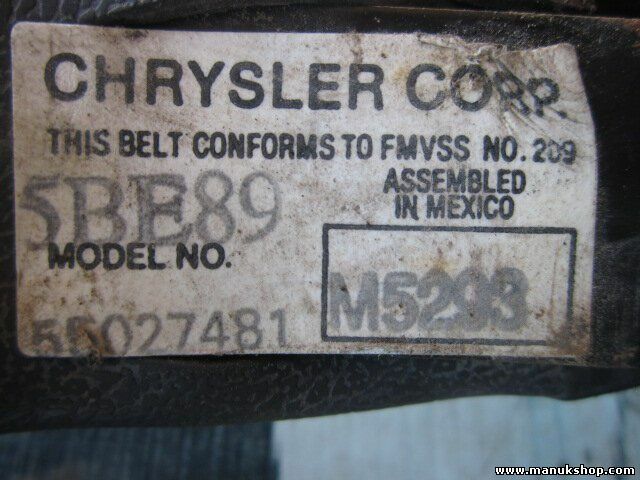 CHRYSLER CORP.
THIS BELT CONFORMS TO FMVSS NO. 209
5BE89
ASSEMBLED
IN MEXICO
MODEL NO.
M5293
55027481
www.manukshop.com